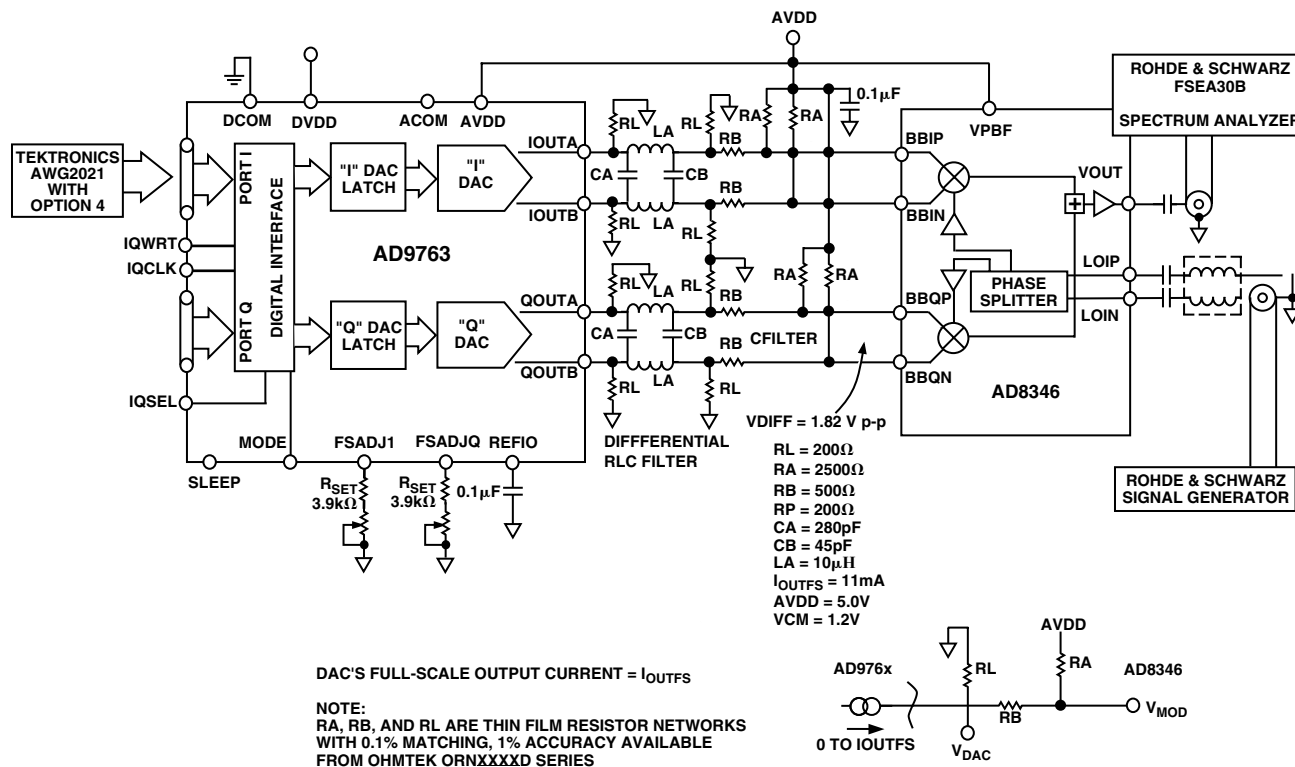 AVDD
ROHDE & SCHWARZ
FSEA30B
SPECTRUM ANALYZER
DCOM
DVDD
ACOM
AVDD
RL
LA
RL
RA
RA
0.1µF
VPBF
TEKTRONICS
AWG2021
WITH
OPTION 4
PORT I
DIGITAL INTERFACE
PORT Q
"I" DAC
LATCH
"I"
DAC
IOUTA
IOUTB
CA
CB
RB
RB
RL
LA
RL
BBIP
BBIN
VOUT
+
IQWRT
IQCLK
AD9763
RL
LA
RL
RA
RA
RB
PHASE
SPLITTER
LOIP
LOIN
"Q" DAC
LATCH
"Q"
DAC
QOUTA
QOUTB
CA
CB
CFILTER
RB
RL
LA
RL
BBQP
BBQN
AD8346
IQSEL
MODE
SLEEP
FSADJ1
FSADJQ
REFIO
RSET
3.9kΩ
RSET
3.9kΩ
0.1µF
DIFFFERENTIAL
RLC FILTER
VDIFF = 1.82 V p-p
RL = 200Ω
RA = 2500Ω
RB = 500Ω
RP = 200Ω
CA = 280pF
CB = 45pF
LA = 10µH
IOUTFS = 11mA
AVDD = 5.0V
VCM = 1.2V
ROHDE & SCHWARZ
SIGNAL GENERATOR
DAC'S FULL-SCALE OUTPUT CURRENT = IOUTFS
NOTE:
RA, RB, AND RL ARE THIN FILM RESISTOR NETWORKS
WITH 0.1% MATCHING, 1% ACCURACY AVAILABLE
FROM OHMTEK ORNXXXXD SERIES
AD976x
0 TO IOUTFS
RL
VDAC
RB
AVDD
RA
AD8346
VMOD